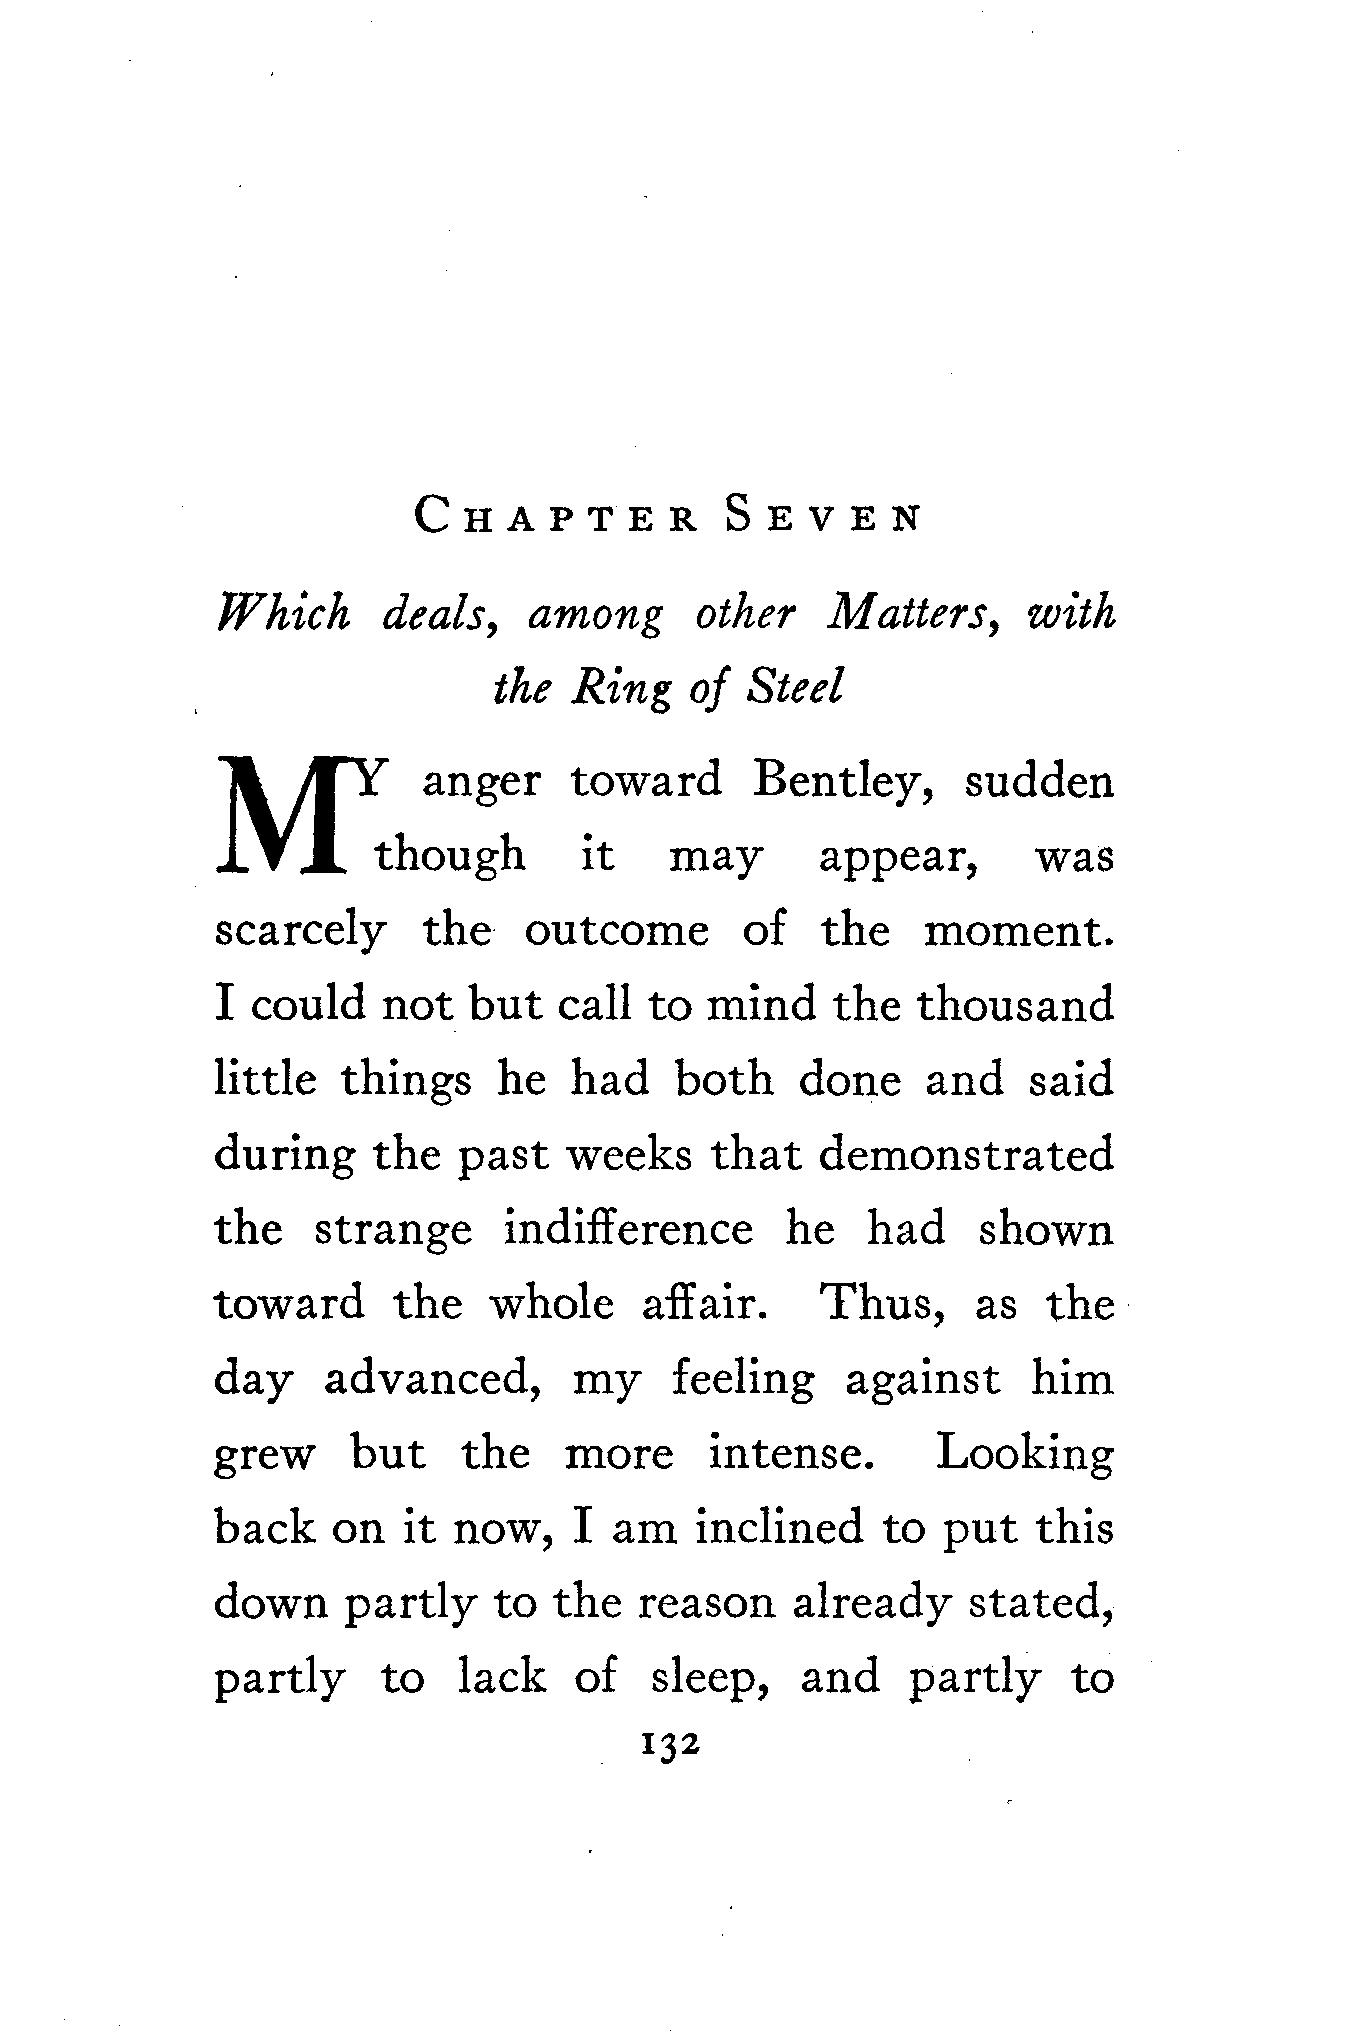 CHAPTER SEVEN
Which deals, among other Matters, with
the Ring of Steel
MY anger toward Bentley, sudden
though it may appear, was
scarcely the outcome of the moment.
I could not but call to mind the thousand
little things he had both done and said
during the past weeks that demonstrated
the strange indifference he had shown
toward the whole affair. Thus, as the
day advanced, my feeling against him
grew but the more intense. Looking
back on it now, I am inclined to put this
down partly to the reason already stated,
partly to lack of sleep, and partly to
132